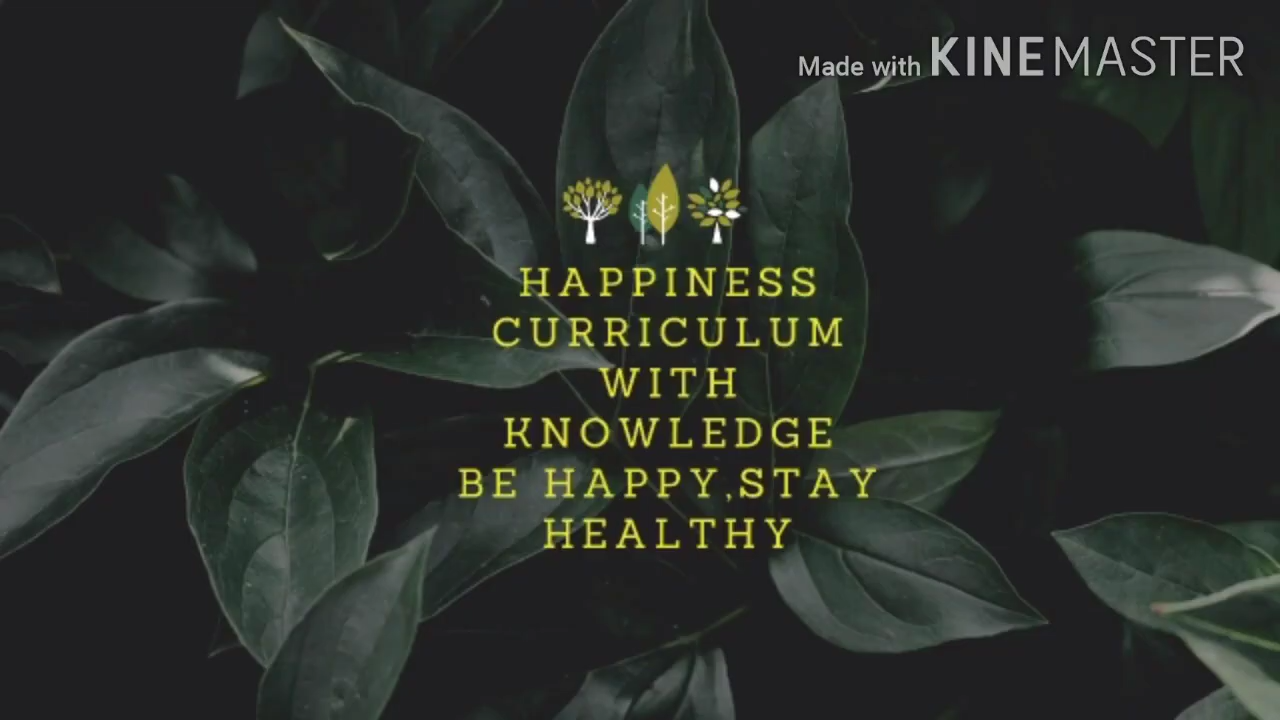 Made with KINEMASTER
HAPPINESS
CURRICULUM
WITH
KNOWLEDGE
BE HAPPY,STAY
HEALTHY